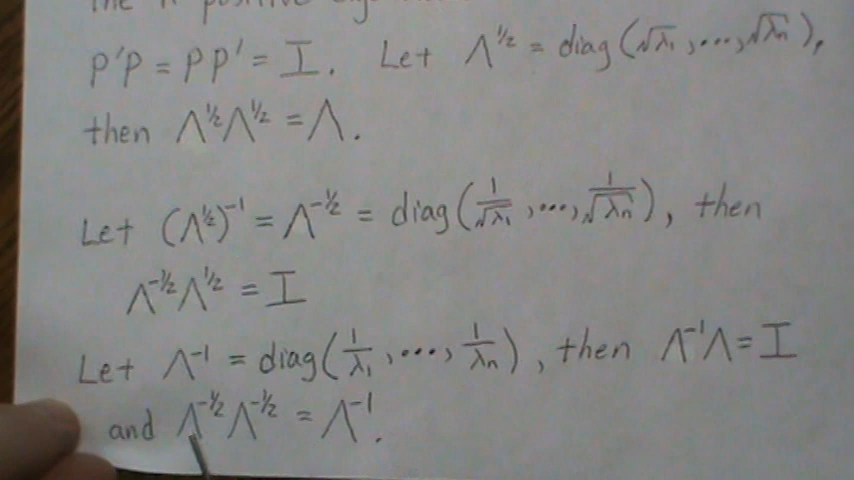 the n positive
P'P = PP' = I. Let Λ^½ = diag(√λ₁, ..., √λₙ),
then Λ^½Λ^½ = Λ.
Let (Λ^½)⁻¹ = Λ^-½ = diag(1/√λ₁, ..., 1/√λₙ), then
Λ^-½Λ^½ = I
Let Λ⁻¹ = diag(1/λ₁, ..., 1/λₙ), then Λ⁻¹Λ = I
and Λ^-½Λ^-½ = Λ⁻¹.